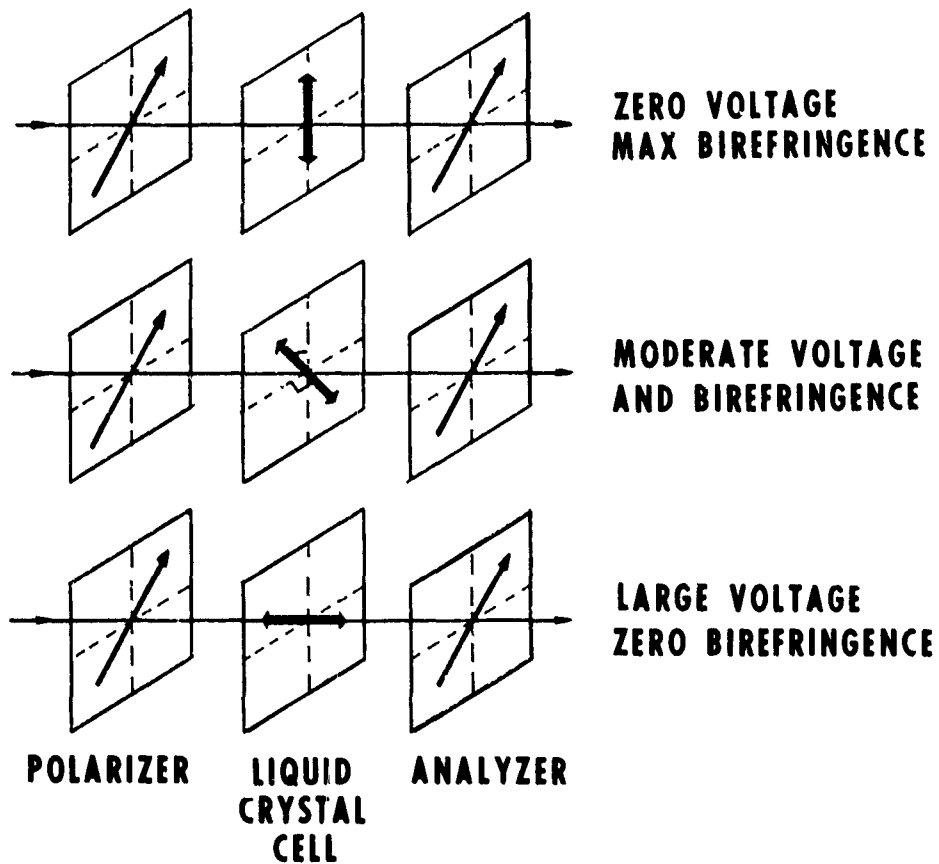 ZERO VOLTAGE
MAX BIREFRINGENCE
MODERATE VOLTAGE
AND BIREFRINGENCE
LARGE VOLTAGE
ZERO BIREFRINGENCE
POLARIZER
LIQUID
CRYSTAL
CELL
ANALYZER